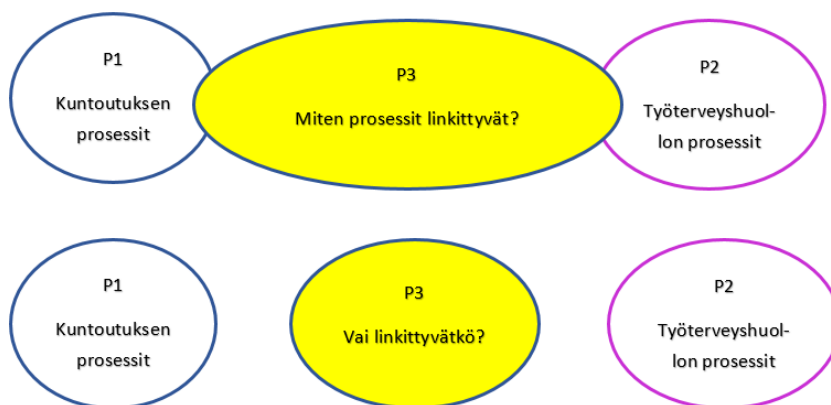 P1
Kuntoutuksen
prosessit
P3
Miten prosessit linkittyvät?
P2
Työterveyshuol-
lon prosessit
P1
Kuntoutuksen
prosessit
P3
Vai linkittyvätkö?
P2
Työterveyshuol-
lon prosessit